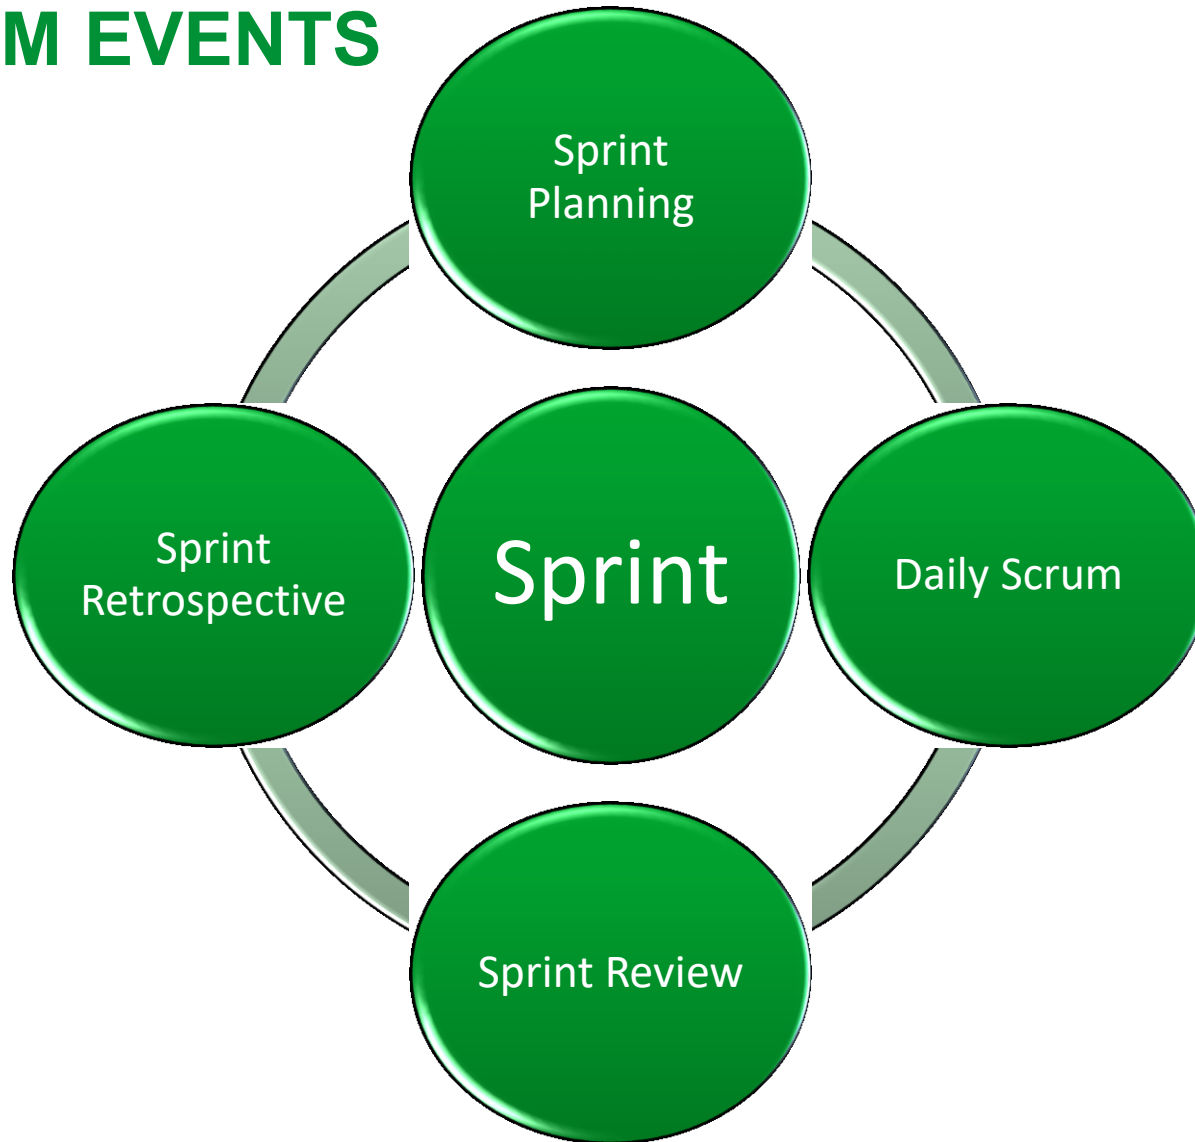 M EVENTS
Sprint
Planning
Sprint
Retrospective
Sprint
Daily Scrum
Sprint Review